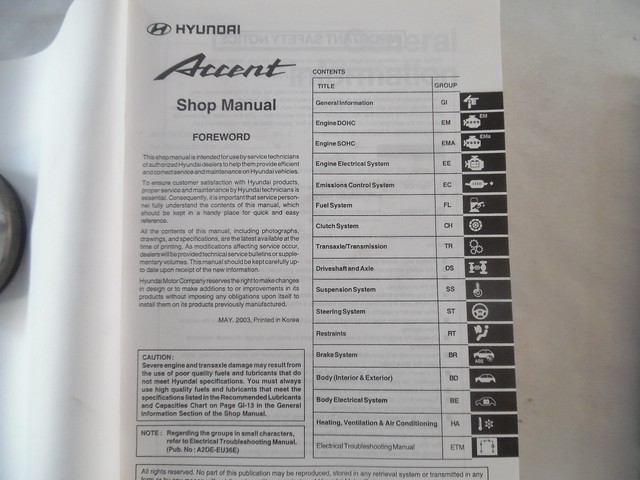 HYUNDAI
Accent
Shop Manual
FOREWORD
This shop manual is intended for use by service technicians
of authorized Hyundai dealers to help them provide efficient
and correct service and maintenance on Hyundai vehicles.
To ensure customer satisfaction with Hyundai products,
proper service and maintenance by Hyundai technicians is
essential. Consequently, it is important that service person-
nel fully understand the contents of this manual, which
should be kept in a handy place for quick and easy
reference.
All the contents of this manual, including photographs,
drawings, and specifications, are the latest available at the
time of printing. As modifications affecting service occur,
dealers will be provided technical service bulletins or supple-
mentary volumes. This manual should be kept carefully up-
to date upon receipt of the new information.
Hyundai Motor Company reserves the right to make changes
in design or to make additions to or improvements in its
products without imposing any obligations upon itself to
install them on its products previously manufactured.
MAY. 2003, Printed in Korea
CAUTION:
Severe engine and transaxle damage may result from
the use of poor quality fuels and lubricants that do
not meet Hyundai specifications. You must always
use high quality fuels and lubricants that meet the
specifications listed in the Recommended Lubricants
and Capacities Chart on Page GI-13 in the General
Information Section of the Shop Manual.
NOTE : Regarding the groups in small characters,
refer to Electrical Troubleshooting Manual.
(Pub. No : A2DE-EU36E)
CONTENTS
TITLE GROUP
General Information GI
Engine DOHC EM EM
Engine SOHC EMA EMa
Engine Electrical System EE
Emissions Control System EC
Fuel System FL
Clutch System CH
Transaxle/Transmission TR
Driveshaft and Axle DS
Suspension System SS
Steering System ST
Restraints RT
Brake System BR ABS
Body (Interior & Exterior) BD
Body Electrical System BE
Heating, Ventilation & Air Conditioning HA
Electrical Troubleshooting Manual ETM
All rights reserved. No part of this publication may be reproduced, stored in any retrieval system or transmitted in any